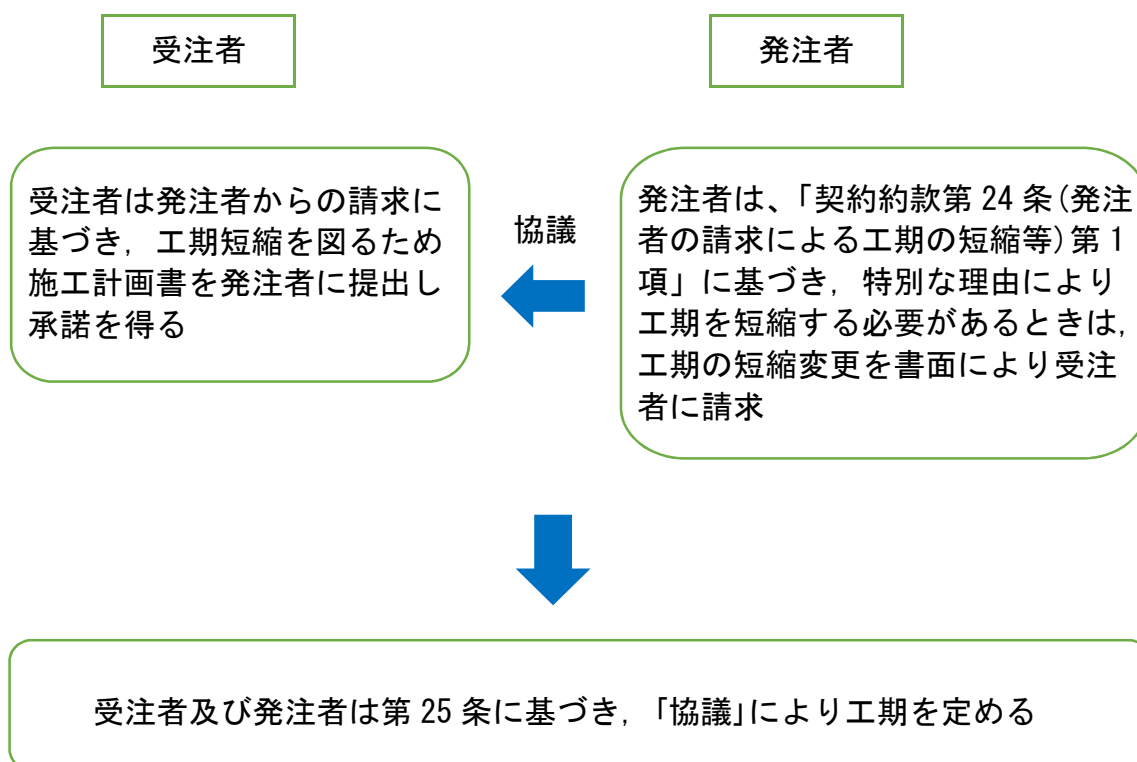 受注者
発注者
受注者は発注者からの請求に
基づき，工期短縮を図るため
施工計画書を発注者に提出し
承諾を得る
協議
発注者は、「契約約款第 24 条(発注
者の請求による工期の短縮等)第 1
項」に基づき，特別な理由により
工期を短縮する必要があるときは，
工期の短縮変更を書面により受注
者に請求
受注者及び発注者は第 25 条に基づき，「協議」により工期を定める